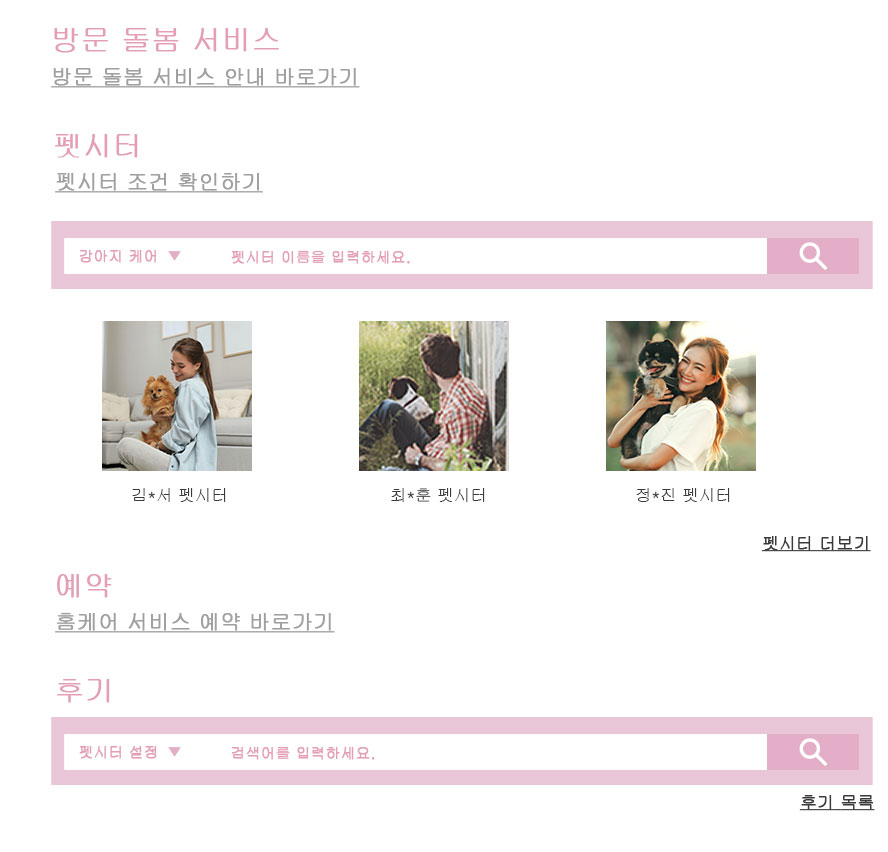 방문 돌봄 서비스
방문 돌봄 서비스 안내 바로가기
펫시터
펫시터 조건 확인하기
강아지 케어 ▼ 펫시터 이름을 입력하세요.
김*서 펫시터
최*훈 펫시터
정*진 펫시터
펫시터 더보기
예약
홈케어 서비스 예약 바로가기
후기
펫시터 설정 ▼ 검색어를 입력하세요.
후기 목록